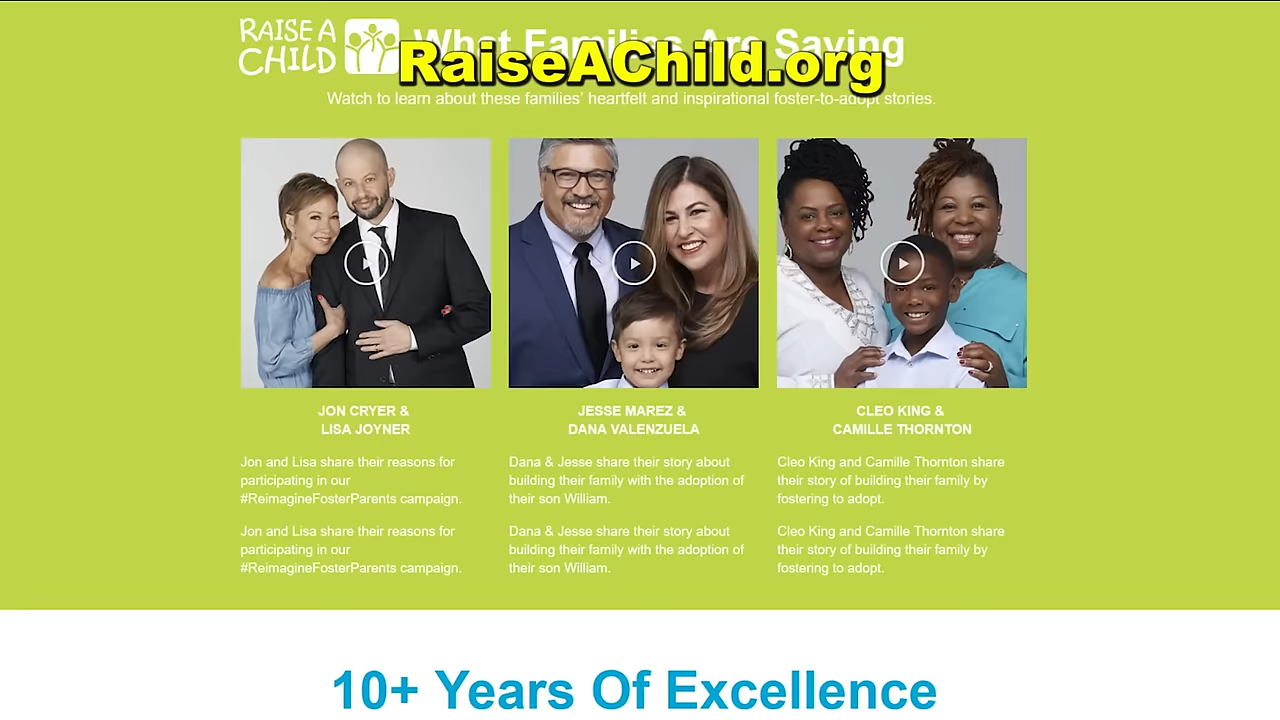 RAISE A
CHILD
What Families Are Saying
RaiseAChild.org
Watch to learn about these families' heartfelt and inspirational foster-to-adopt stories.
JON CRYER &
LISA JOYNER
Jon and Lisa share their reasons for
participating in our
#ReimagineFosterParents campaign.
Jon and Lisa share their reasons for
participating in our
#ReimagineFosterParents campaign.
JESSE MAREZ &
DANA VALENZUELA
Dana & Jesse share their story about
building their family with the adoption of
their son William.
Dana & Jesse share their story about
building their family with the adoption of
their son William.
CLEO KING &
CAMILLE THORNTON
Cleo King and Camille Thornton share
their story of building their family by
fostering to adopt.
Cleo King and Camille Thornton share
their story of building their family by
fostering to adopt.
10+ Years Of Excellence